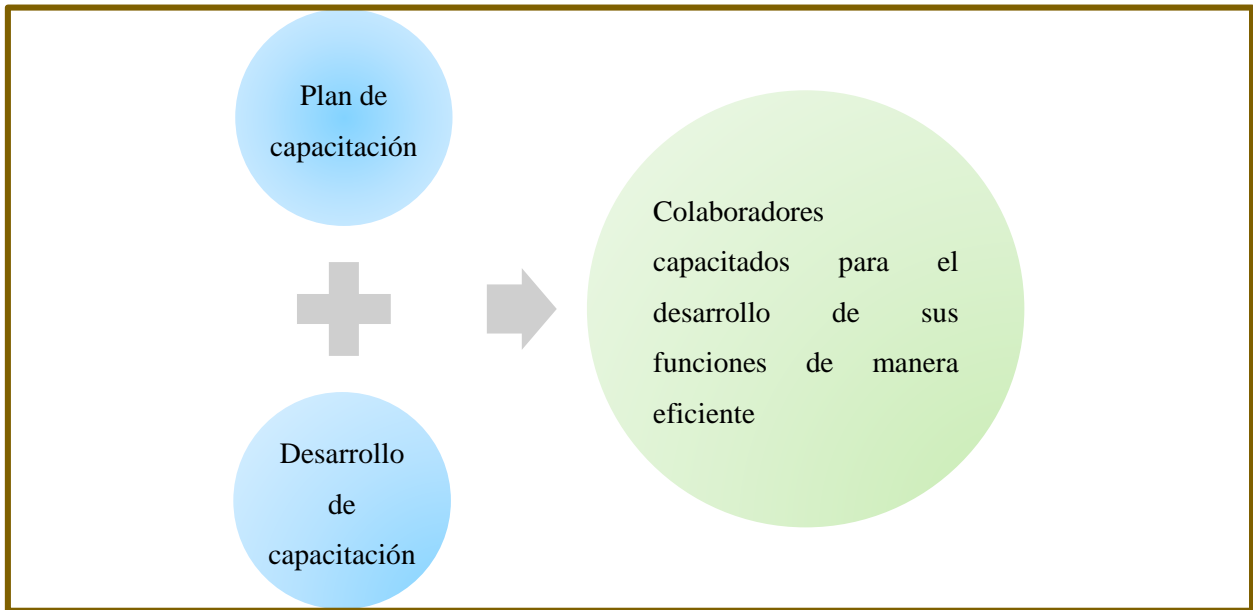 Plan de
capacitación
Desarrollo
de
capacitación
Colaboradores
capacitados para el
desarrollo de sus
funciones de manera
eficiente